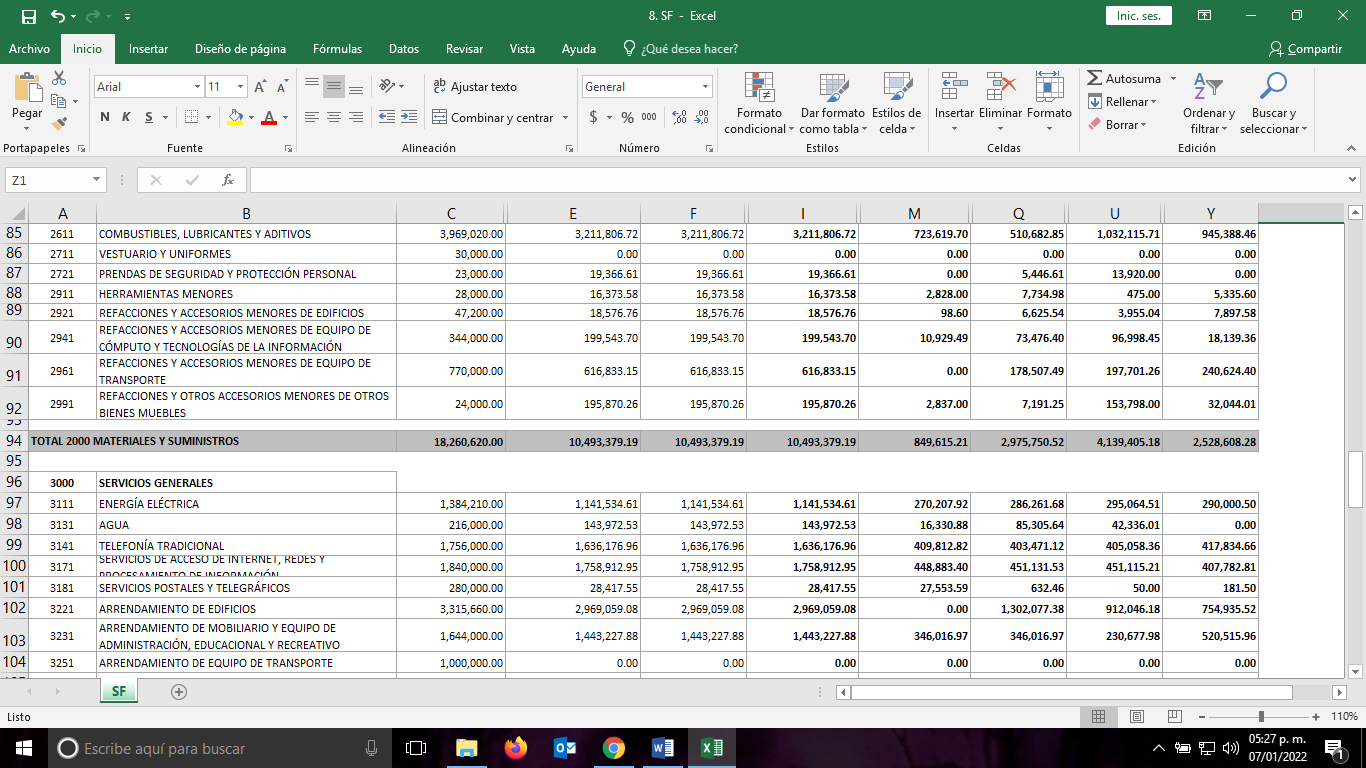 8. SF - Excel
Inic. ses.
Archivo Inicio Insertar Diseño de página Fórmulas Datos Revisar Vista Ayuda ¿Qué desea hacer? Compartir
Pegar
Arial 11
N K S
Ajustar texto
Combinar y centrar
General
$ % 000
Formato condicional
Dar formato como tabla
Estilos de celda
Insertar Eliminar Formato
Autosuma
Rellenar
Borrar
Ordenar y filtrar
Buscar y seleccionar
Portapapeles Fuente Alineación Número Estilos Celdas Edición
Z1 fx
A B C E F I M Q U Y
85 2611 COMBUSTIBLES, LUBRICANTES Y ADITIVOS 3,969,020.00 3,211,806.72 3,211,806.72 3,211,806.72 723,619.70 510,682.85 1,032,115.71 945,388.46
86 2711 VESTUARIO Y UNIFORMES 30,000.00 0.00 0.00 0.00 0.00 0.00 0.00 0.00
87 2721 PRENDAS DE SEGURIDAD Y PROTECCIÓN PERSONAL 23,000.00 19,366.61 19,366.61 19,366.61 0.00 5,446.61 13,920.00 0.00
88 2911 HERRAMIENTAS MENORES 28,000.00 16,373.58 16,373.58 16,373.58 2,828.00 7,734.98 475.00 5,335.60
89 2921 REFACCIONES Y ACCESORIOS MENORES DE EDIFICIOS 47,200.00 18,576.76 18,576.76 18,576.76 98.60 6,625.54 3,955.04 7,897.58
REFACCIONES Y ACCESORIOS MENORES DE EQUIPO DE
90 2941 CÓMPUTO Y TECNOLOGÍAS DE LA INFORMACIÓN 344,000.00 199,543.70 199,543.70 199,543.70 10,929.49 73,476.40 96,998.45 18,139.36
REFACCIONES Y ACCESORIOS MENORES DE EQUIPO DE
91 2961 TRANSPORTE 770,000.00 616,833.15 616,833.15 616,833.15 0.00 178,507.49 197,701.26 240,624.40
REFACCIONES Y OTROS ACCESORIOS MENORES DE OTROS
92 2991 BIENES MUEBLES 24,000.00 195,870.26 195,870.26 195,870.26 2,837.00 7,191.25 153,798.00 32,044.01
93
94 TOTAL 2000 MATERIALES Y SUMINISTROS 18,260,620.00 10,493,379.19 10,493,379.19 10,493,379.19 849,615.21 2,975,750.52 4,139,405.18 2,528,608.28
95
96 3000 SERVICIOS GENERALES
97 3111 ENERGÍA ELÉCTRICA 1,384,210.00 1,141,534.61 1,141,534.61 1,141,534.61 270,207.92 286,261.68 295,064.51 290,000.50
98 3131 AGUA 216,000.00 143,972.53 143,972.53 143,972.53 16,330.88 85,305.64 42,336.01 0.00
99 3141 TELEFONÍA TRADICIONAL 1,756,000.00 1,636,176.96 1,636,176.96 1,636,176.96 409,812.82 403,471.12 405,058.36 417,834.66
SERVICIOS DE ACCESO DE INTERNET, REDES Y
100 3171 PROCESAMIENTO DE INFORMACIÓN 1,840,000.00 1,758,912.95 1,758,912.95 1,758,912.95 448,883.40 451,131.53 451,115.21 407,782.81
101 3181 SERVICIOS POSTALES Y TELEGRÁFICOS 280,000.00 28,417.55 28,417.55 28,417.55 27,553.59 632.46 50.00 181.50
102 3221 ARRENDAMIENTO DE EDIFICIOS 3,315,660.00 2,969,059.08 2,969,059.08 2,969,059.08 0.00 1,302,077.38 912,046.18 754,935.52
ARRENDAMIENTO DE MOBILIARIO Y EQUIPO DE
103 3231 ADMINISTRACIÓN, EDUCACIONAL Y RECREATIVO 1,644,000.00 1,443,227.88 1,443,227.88 1,443,227.88 346,016.97 346,016.97 230,677.98 520,515.96
104 3251 ARRENDAMIENTO DE EQUIPO DE TRANSPORTE 1,000,000.00 0.00 0.00 0.00 0.00 0.00 0.00 0.00
SF
Listo 110%
Escribe aquí para buscar
05:27 p. m.
07/01/2022
1